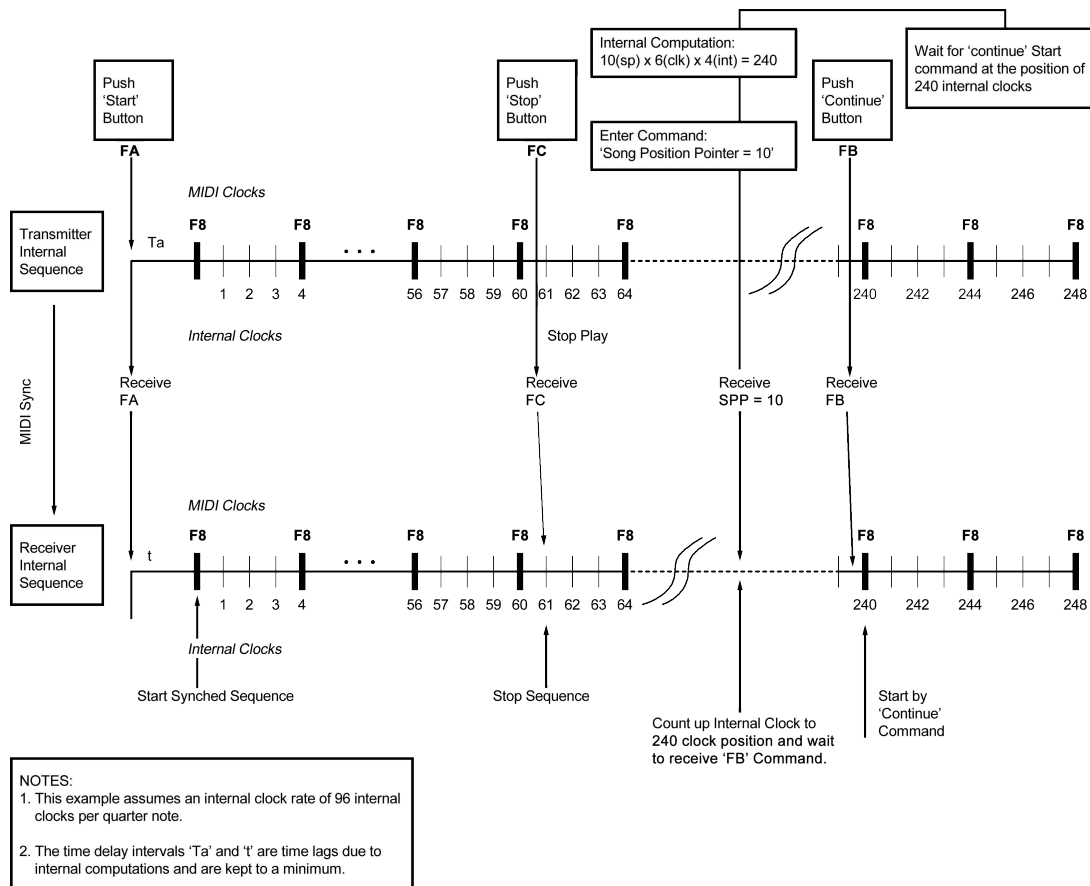 Internal Computation:
10(sp) x 6(clk) x 4(int) = 240
Wait for ‘continue’ Start
command at the position of
240 internal clocks
Push
‘Start’
Button
Push
‘Stop’
Button
Push
‘Continue’
Button
Enter Command:
‘Song Position Pointer = 10’
FA
FC
FB
MIDI Clocks
Transmitter
Internal
Sequence
Ta
F8 F8 F8 F8 F8 F8 F8 F8
• • •
1 2 3 4 56 57 58 59 60 61 62 63 64 240 242 244 246 248
Internal Clocks
Stop Play
MIDI Sync
Receive
FA
Receive
FC
Receive
SPP = 10
Receive
FB
MIDI Clocks
Receiver
Internal
Sequence
t
F8 F8 F8 F8 F8 F8 F8 F8
• • •
1 2 3 4 56 57 58 59 60 61 62 63 64 240 242 244 246 248
Internal Clocks
Start Synched Sequence
Stop Sequence
Count up Internal Clock to
240 clock position and wait
to receive ‘FB’ Command.
Start by
‘Continue’
Command
NOTES:
1. This example assumes an internal clock rate of 96 internal
clocks per quarter note.
2. The time delay intervals ‘Ta’ and ‘t’ are time lags due to
internal computations and are kept to a minimum.